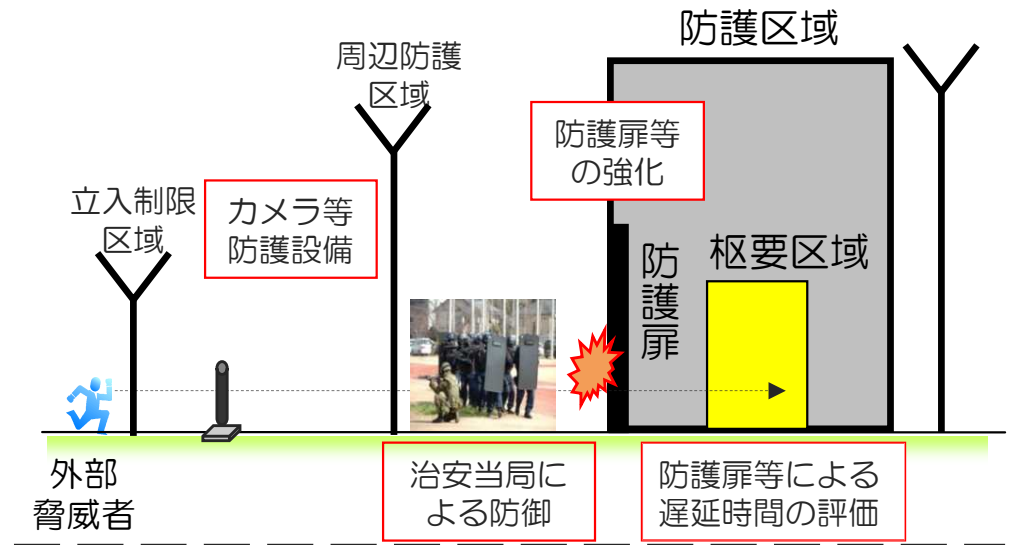 防護区域
周辺防護
区域
防護扉等
の強化
立入制限
区域
カメラ等
防護設備
防護扉
枢要区域
外部
脅威者
治安当局に
よる防御
防護扉等による
遅延時間の評価